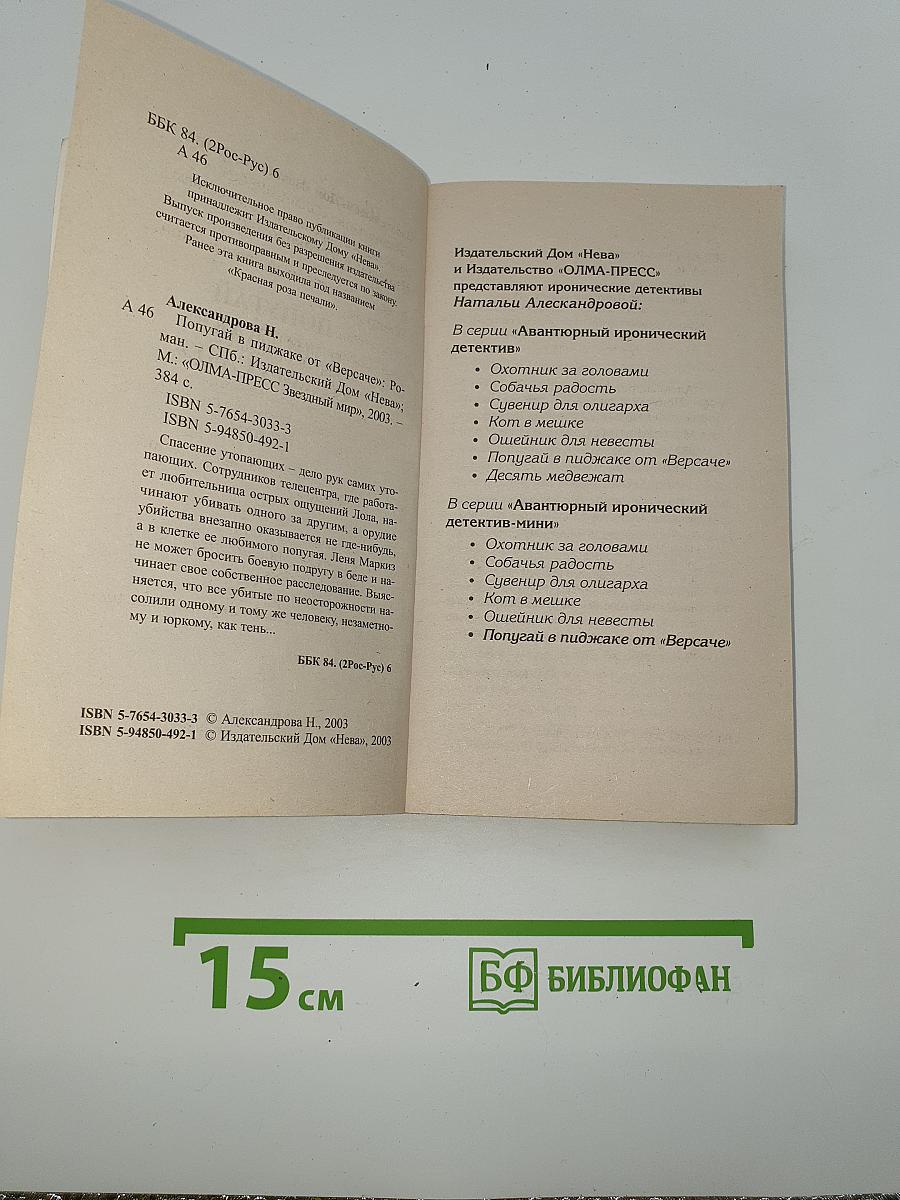 ББК 84. (2Рос-Рус) 6
А 46
Исключительное право публикации книги
принадлежит Издательскому Дому «Нева».
Выпуск произведения без разрешения издательства
считается противоправным и преследуется по закону.
Ранее эта книга выходила под названием
«Красная роза печали».
Александрова Н.
А 46 Попугай в пиджаке от «Версаче»: Ро-
ман. – СПб.: Издательский Дом «Нева»;
М.: «ОЛМА-ПРЕСС Звездный мир», 2003. –
384 с.
ISBN 5-7654-3033-3
ISBN 5-94850-492-1
Спасение утопающих – дело рук самих уто-
пающих. Сотрудников телецентра, где работа-
ет любительница острых ощущений Лола, на-
чинают убивать одного за другим, а орудие
убийства внезапно оказывается не где-нибудь,
а в клетке ее любимого попугая. Леня Маркиз
не может бросить боевую подругу в беде и на-
чинает свое собственное расследование. Выяс-
няется, что все убитые по неосторожности на-
солили одному и тому же человеку, незаметно-
му и юркому, как тень...
ББК 84. (2Рос-Рус) 6
ISBN 5-7654-3033-3 © Александрова Н., 2003
ISBN 5-94850-492-1 © Издательский Дом «Нева», 2003
Издательский Дом «Нева»
и Издательство «ОЛМА-ПРЕСС»
представляют иронические детективы
Натальи Алескандровой:
В серии «Авантюрный иронический
детектив»
• Охотник за головами
• Собачья радость
• Сувенир для олигарха
• Кот в мешке
• Ошейник для невесты
• Попугай в пиджаке от «Версаче»
• Десять медвежат
В серии «Авантюрный иронический
детектив-мини»
• Охотник за головами
• Собачья радость
• Сувенир для олигарха
• Кот в мешке
• Ошейник для невесты
• Попугай в пиджаке от «Версаче»
15 см
БФ БИБЛИОФАН